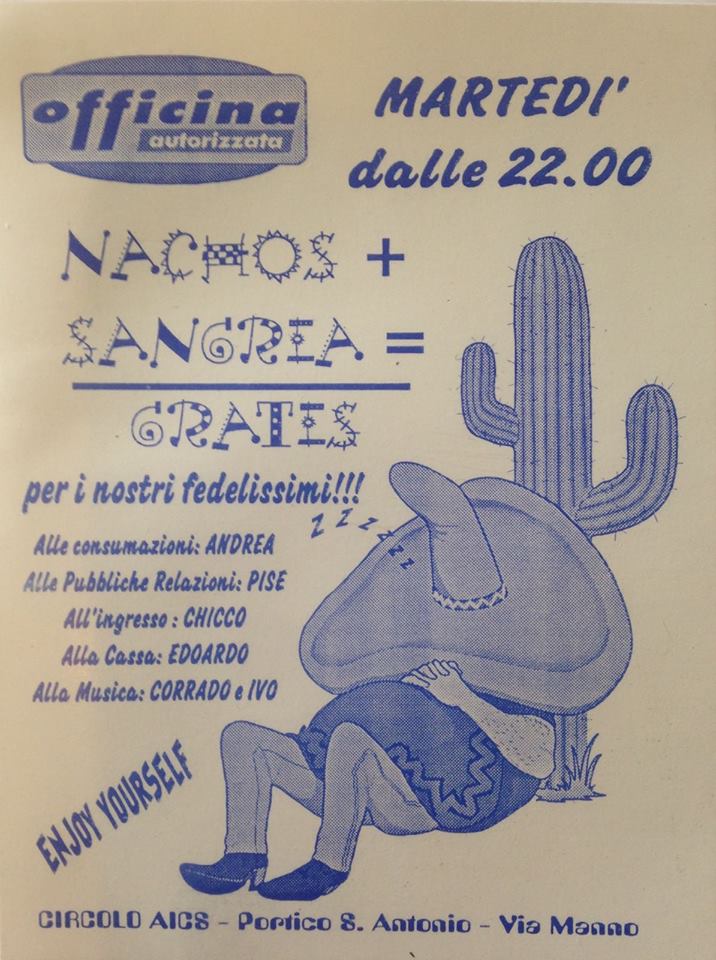 officina
autorizzata
MARTEDI'
dalle 22.00
NACHOS +
SANGRIA =
GRATIS
per i nostri fedelissimi!!!
Z Z Z Z Z Z Z
Alle consumazioni: ANDREA
Alle Pubbliche Relazioni: PISE
All'ingresso : CHICCO
Alla Cassa: EDOARDO
Alla Musica: CORRADO e IVO
ENJOY YOURSELF
CIRCOLO AICS - Portico S. Antonio - Via Manno